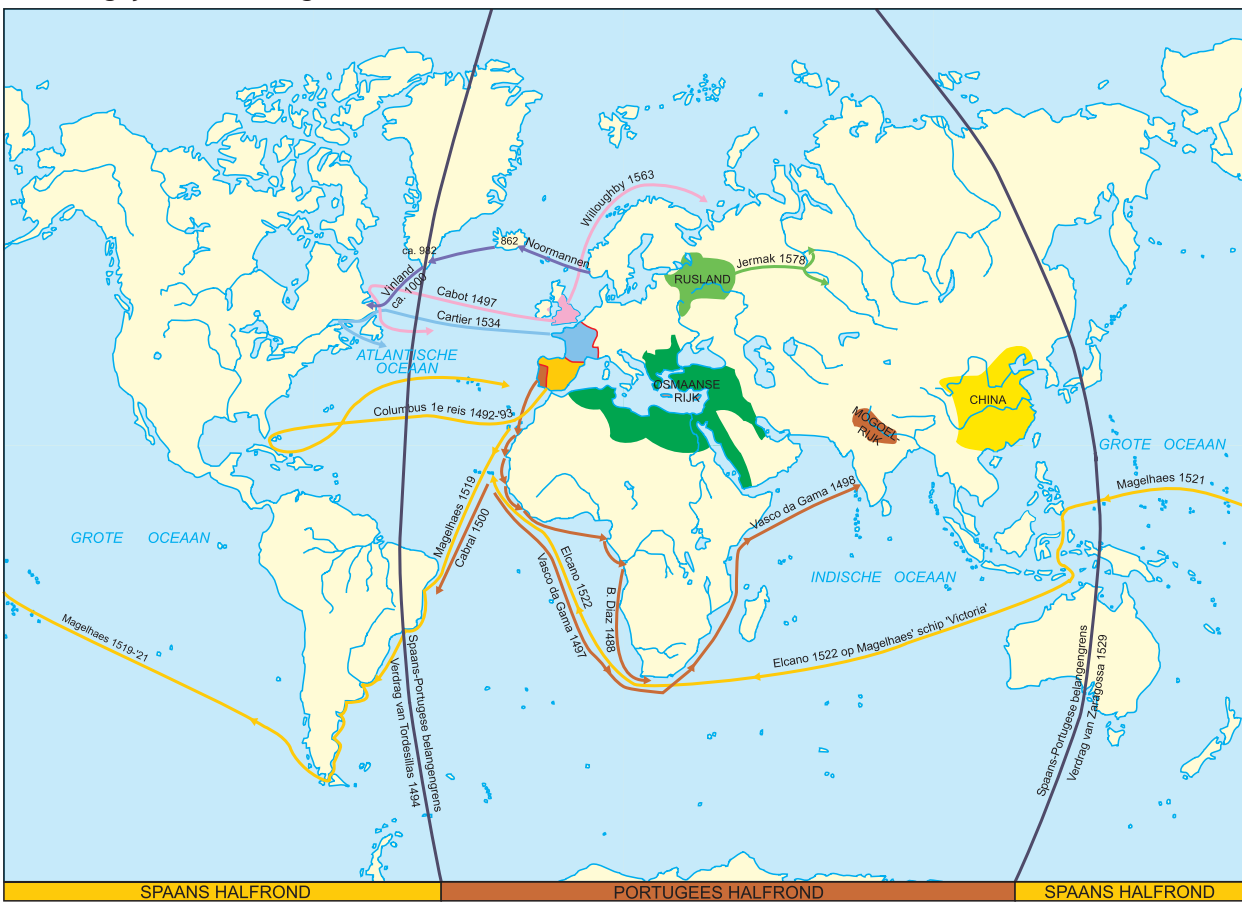 Willoughby 1563
ca. 982
862
Noormannen
Vinland
ca. 1000
Cabot 1497
Cartier 1534
RUSLAND
Jermak 1578
ATLANTISCHE
OCEAAN
OSMAANSE
RIJK
Columbus 1e reis 1492-'93
MOGOEL
RIJK
CHINA
GROTE OCEAAN
GROTE OCEAAN
Magelhaes 1519
Cabral 1500
Vasco da Gama 1498
Magelhaes 1521
INDISCHE OCEAAN
Elcano 1522
Vasco da Gama 1497
B. Diaz 1488
Elcano 1522 op Magelhaes' schip 'Victoria'
Magelhaes 1519-'21
Spaans-Portugese belangengrens
Verdrag van Tordesillas 1494
Spaans-Portugese belangengrens
Verdrag van Zaragossa 1529
SPAANS HALFROND
PORTUGEES HALFROND
SPAANS HALFROND